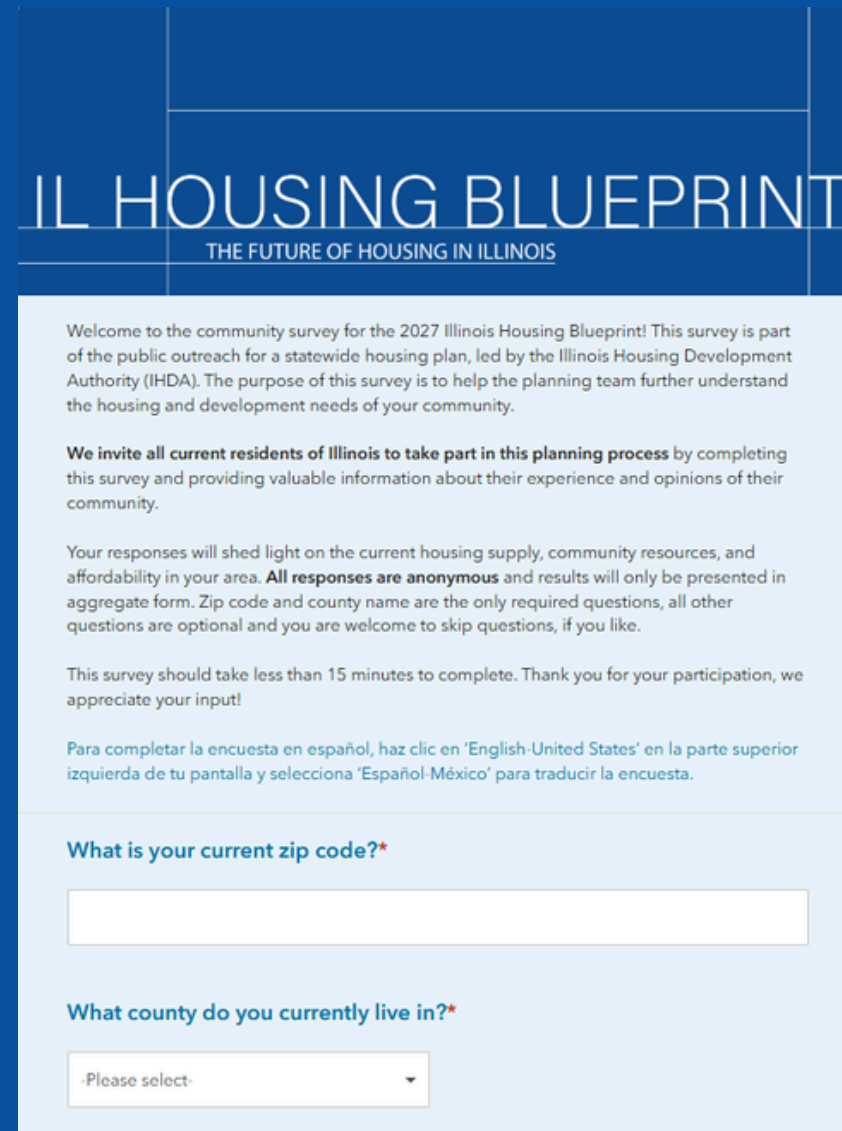 IL HOUSING BLUEPRINT
THE FUTURE OF HOUSING IN ILLINOIS
Welcome to the community survey for the 2027 Illinois Housing Blueprint! This survey is part
of the public outreach for a statewide housing plan, led by the Illinois Housing Development
Authority (IHDA). The purpose of this survey is to help the planning team further understand
the housing and development needs of your community.
We invite all current residents of Illinois to take part in this planning process by completing
this survey and providing valuable information about their experience and opinions of their
community.
Your responses will shed light on the current housing supply, community resources, and
affordability in your area. All responses are anonymous and results will only be presented in
aggregate form. Zip code and county name are the only required questions, all other
questions are optional and you are welcome to skip questions, if you like.
This survey should take less than 15 minutes to complete. Thank you for your participation, we
appreciate your input!
Para completar la encuesta en español, haz clic en ‘English-United States’ en la parte superior
izquierda de tu pantalla y selecciona ‘Español-México’ para traducir la encuesta.
What is your current zip code?*
What county do you currently live in?*
-Please select-